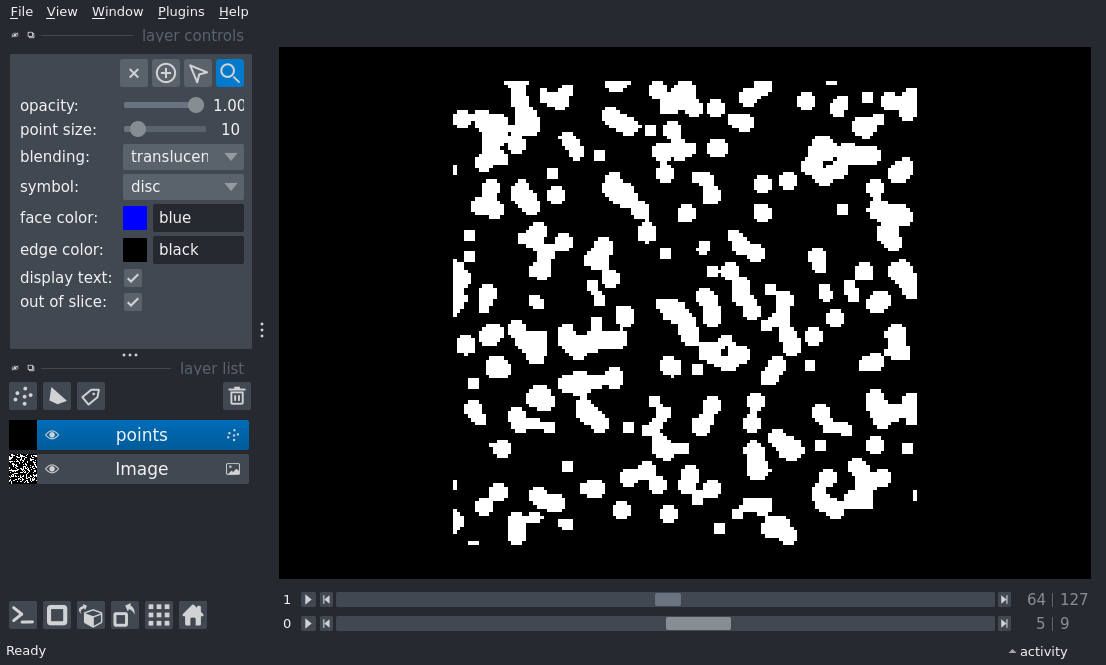 File View Window Plugins Help
layer controls
opacity: 1.00
point size: 10
blending: translucen
symbol: disc
face color: blue
edge color: black
display text:
out of slice:
layer list
points
Image
1 64 | 127
0 5 | 9
Ready activity